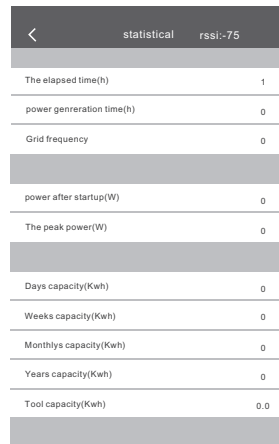 statistical rssi:-75
The elapsed time(h) 1
power genreration time(h) 0
Grid frequency 0
power after startup(W) 0
The peak power(W) 0
Days capacity(Kwh) 0
Weeks capacity(Kwh) 0
Monthlys capacity(Kwh) 0
Years capacity(Kwh) 0
Tool capacity(Kwh) 0.0